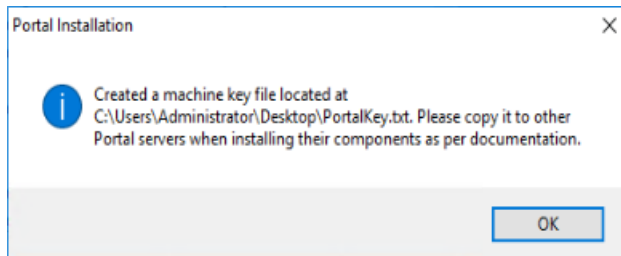 Portal Installation
Created a machine key file located at
C:\Users\Administrator\Desktop\PortalKey.txt. Please copy it to other
Portal servers when installing their components as per documentation.
OK